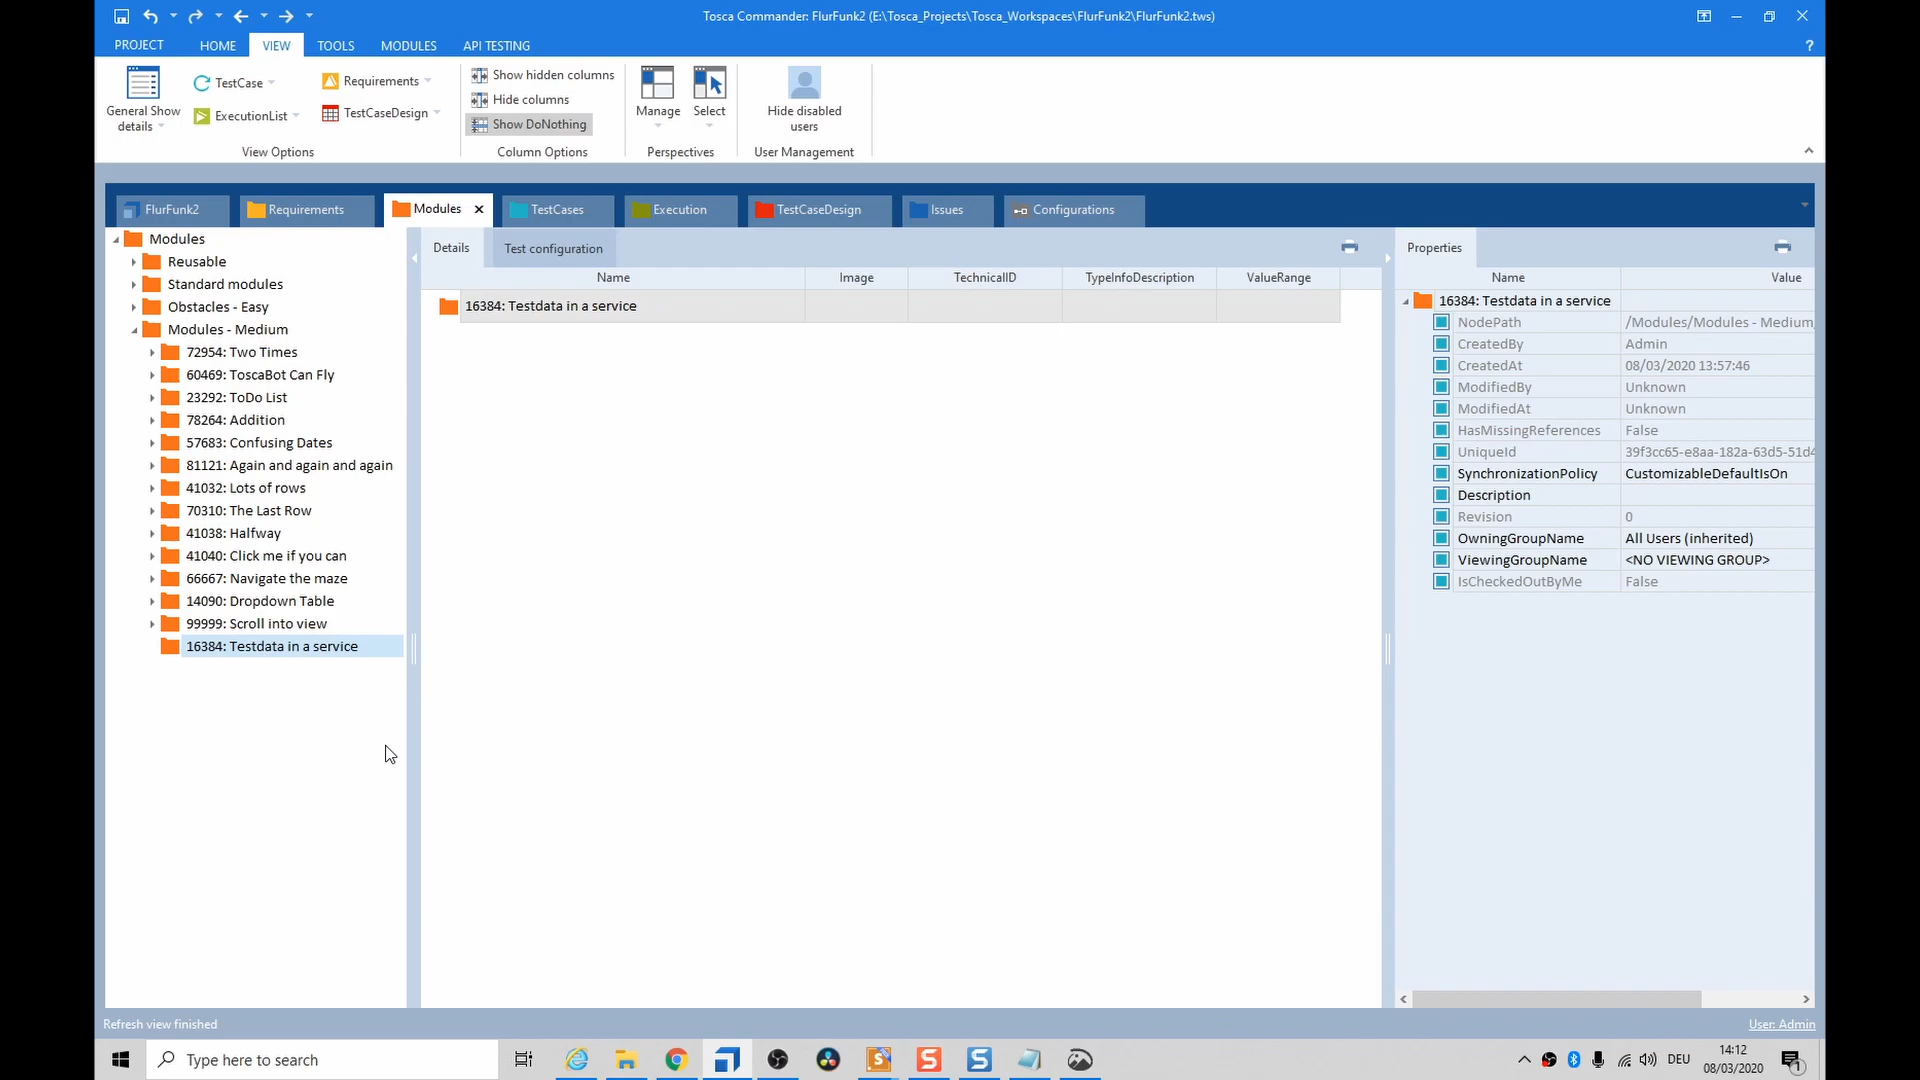 Tosca Commander: FlurFunk2 (E:\Tosca_Projects\Tosca_Workspaces\FlurFunk2\FlurFunk2.tws)
PROJECT HOME VIEW TOOLS MODULES API TESTING ?
General Show details
TestCase
ExecutionList
Requirements
TestCaseDesign
View Options
Show hidden columns
Hide columns
Show DoNothing
Column Options
Manage
Select
Perspectives
Hide disabled
users
User Management
FlurFunk2 Requirements Modules TestCases Execution TestCaseDesign Issues Configurations
Modules
Reusable
Standard modules
Obstacles - Easy
Modules - Medium
72954: Two Times
60469: ToscaBot Can Fly
23292: ToDo List
78264: Addition
57683: Confusing Dates
81121: Again and again and again
41032: Lots of rows
70310: The Last Row
41038: Halfway
41040: Click me if you can
66667: Navigate the maze
14090: Dropdown Table
99999: Scroll into view
16384: Testdata in a service
Details Test configuration
Name Image TechnicalID TypeInfoDescription ValueRange
16384: Testdata in a service
Properties
Name Value
16384: Testdata in a service
NodePath /Modules/Modules - Medium
CreatedBy Admin
CreatedAt 08/03/2020 13:57:46
ModifiedBy Unknown
ModifiedAt Unknown
HasMissingReferences False
UniqueId 39f3cc65-e8aa-182a-63d5-51d4
SynchronizationPolicy CustomizableDefaultIsOn
Description
Revision 0
OwningGroupName All Users (inherited)
ViewingGroupName <NO VIEWING GROUP>
IsCheckedOutByMe False
Refresh view finished
User: Admin
Type here to search
DEU
14:12
08/03/2020
1